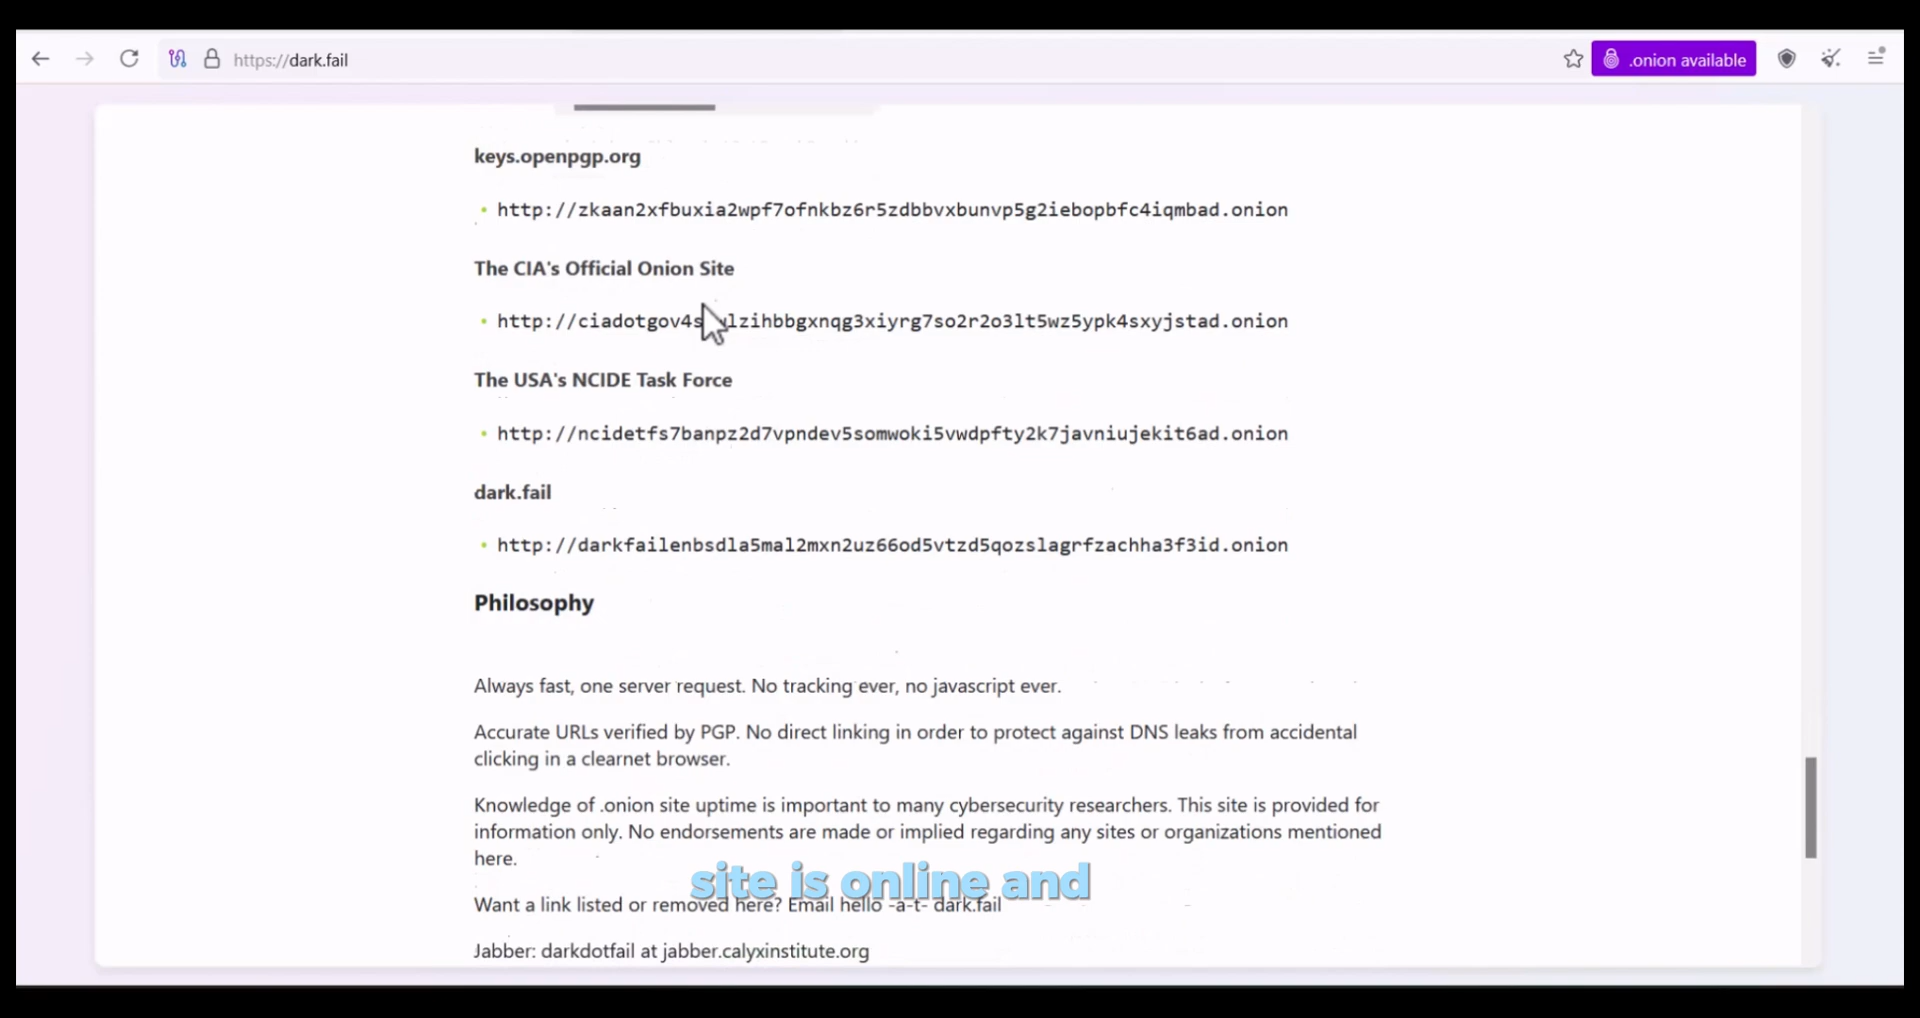 https://dark.fail
.onion available
keys.openpgp.org
• http://zkaan2xfbuxia2wpf7ofnkbz6r5zdbbvxbunvp5g2iebopbfc4iqmbad.onion
The CIA's Official Onion Site
The USA's NCIDE Task Force
• http://ncidetfs7banpz2d7vpndev5somwoki5vwdpfty2k7javniujekit6ad.onion
dark.fail
• http://darkfailenbsdla5mal2mxn2uz66od5vtzd5qozslagrfzachha3f3id.onion
Philosophy
Always fast, one server request. No tracking ever, no javascript ever.
Accurate URLs verified by PGP. No direct linking in order to protect against DNS leaks from accidental
clicking in a clearnet browser.
Knowledge of .onion site uptime is important to many cybersecurity researchers. This site is provided for
information only. No endorsements are made or implied regarding any sites or organizations mentioned
here.
site is online and
Want a link listed or removed here? Email hello -a-t- dark.fail
Jabber: darkdotfail at jabber.calyxinstitute.org